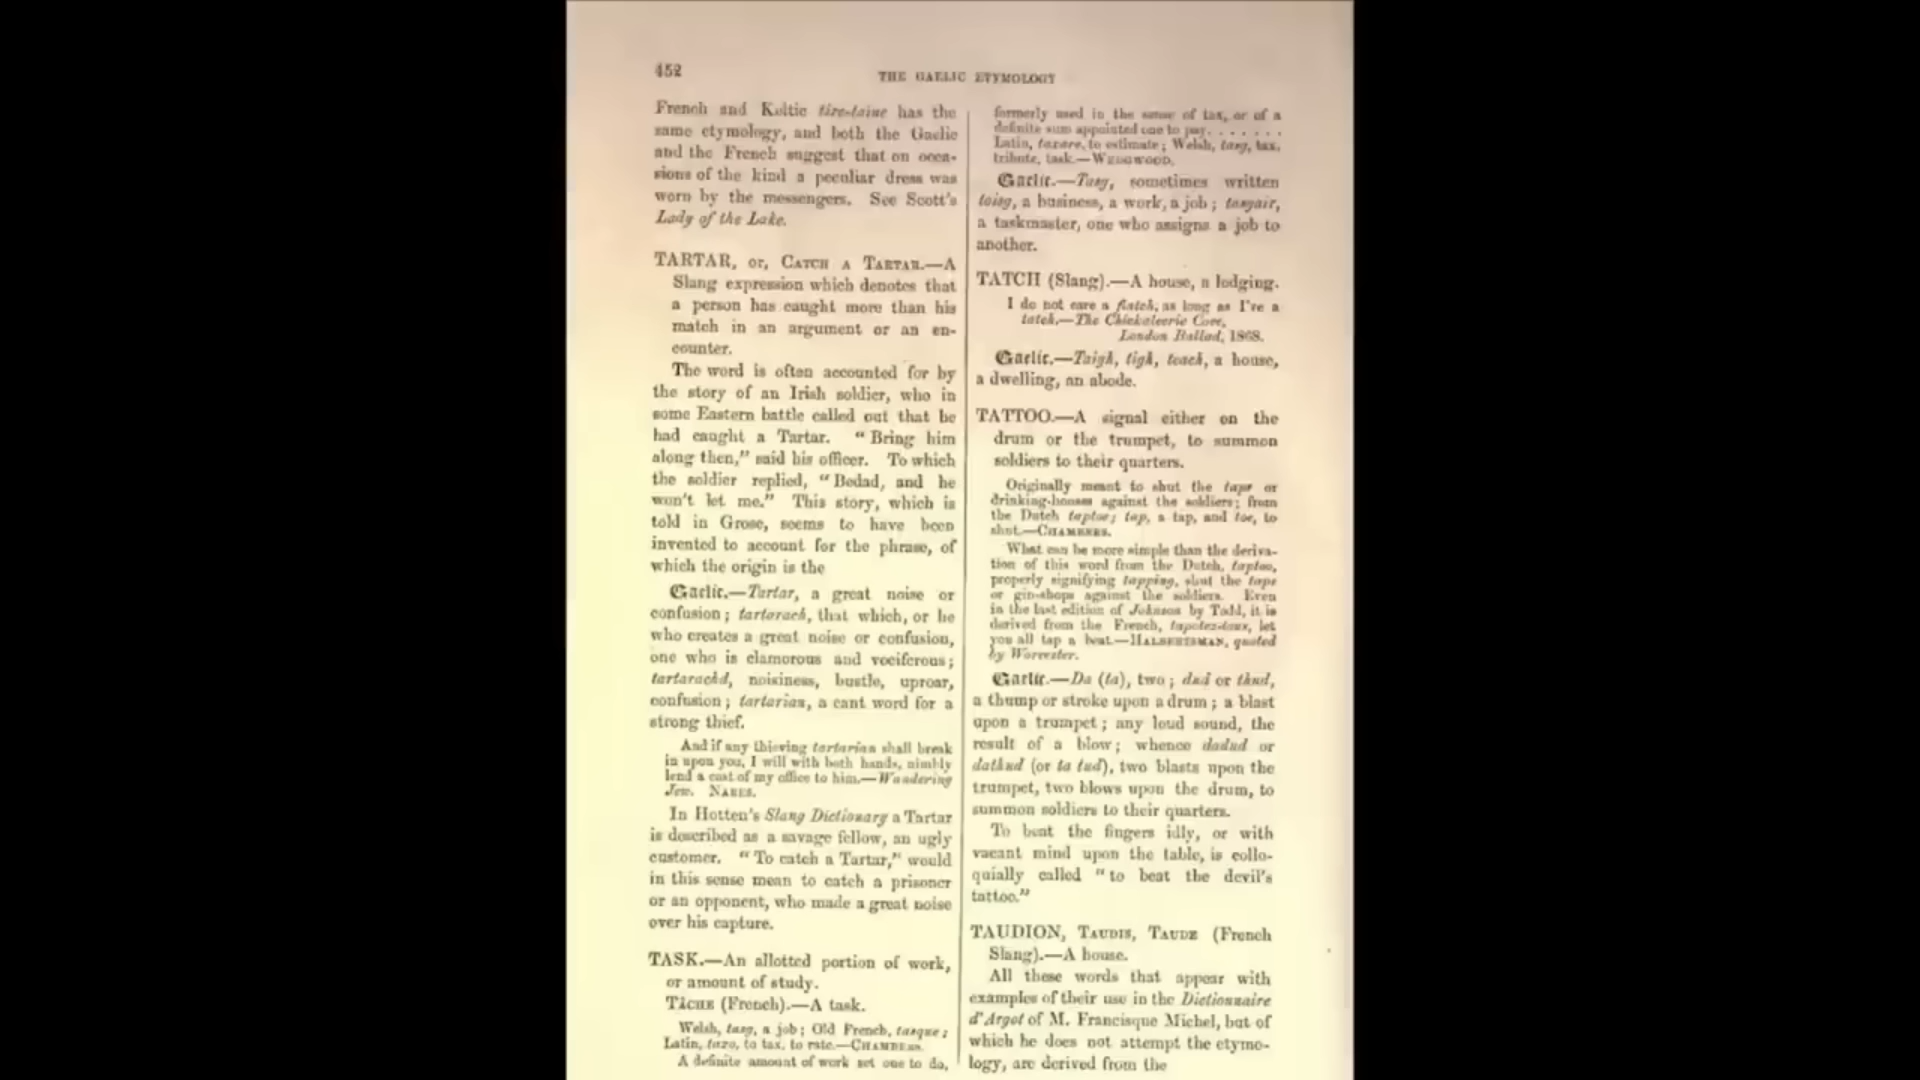 452
THE GAELIC ETYMOLOGY
French and Keltic tire-laine has the
same etymology, and both the Gaelic
and the French suggest that on occa-
sions of the kind a peculiar dress was
worn by the messengers. See Scott's
Lady of the Lake.
TARTAR, or, CATCH A TARTAR.—A
Slang expression which denotes that
a person has caught more than his
match in an argument or an en-
counter.
The word is often accounted for by
the story of an Irish soldier, who in
some Eastern battle called out that he
had caught a Tartar. "Bring him
along then," said his officer. To which
the soldier replied, "Bedad, and he
won't let me." This story, which is
told in Grose, seems to have been
invented to account for the phrase, of
which the origin is the
Gaelic.—Tartar, a great noise or
confusion; tartarach, that which, or he
who creates a great noise or confusion,
one who is clamorous and vociferous;
tartarachd, noisiness, bustle, uproar,
confusion; tartarian, a cant word for a
strong thief.
And if any thieving tartarian shall break
in upon you, I will with both hands, nimbly
lend a cast of my office to him.—Wandering
Jew. NARES.
In Hotten's Slang Dictionary a Tartar
is described as a savage fellow, an ugly
customer. "To catch a Tartar," would
in this sense mean to catch a prisoner
or an opponent, who made a great noise
over his capture.
TASK.—An allotted portion of work,
or amount of study.
TÂCHE (French).—A task.
Welsh, tasg, a job; Old French, tasque;
Latin, taxo, to tax, to rate.—CHAMBERS.
A definite amount of work set one to do,
formerly used in the sense of tax, or of a
definite sum appointed one to pay. . . . . . .
Latin, taxare, to estimate; Welsh, tasg, tax,
tribute, task.—WEDGWOOD.
Gaelic.—Tasg, sometimes written
taisg, a business, a work, a job; tasgair,
a taskmaster, one who assigns a job to
another.
TATCH (Slang).—A house, a lodging.
I do not care a flatch, as long as I've a
tatch.—The Chickaleerie Cove,
London Ballad, 1868.
Gaelic.—Taigh, tigh, teach, a house,
a dwelling, an abode.
TATTOO.—A signal either on the
drum or the trumpet, to summon
soldiers to their quarters.
Originally meant to shut the taps or
drinking-houses against the soldiers; from
the Dutch taptoe; tap, a tap, and toe, to
shut.—CHAMBERS.
What can be more simple than the deriva-
tion of this word from the Dutch, taptoe,
properly signifying tapping, shut the taps
or gin-shops against the soldiers. Even
in the last edition of Johnson by Todd, it is
derived from the French, tapotez-tous, let
you all tap a beat.—HALBERTSMAN, quoted
by Worcester.
Gaelic.—Da (ta), two; dud or thud,
a thump or stroke upon a drum; a blast
upon a trumpet; any loud sound, the
result of a blow; whence dadud or
dathud (or ta tud), two blasts upon the
trumpet, two blows upon the drum, to
summon soldiers to their quarters.
To beat the fingers idly, or with
vacant mind upon the table, is collo-
quially called "to beat the devil's
tattoo."
TAUDION, TAUDIS, TAUDE (French
Slang).—A house.
All these words that appear with
examples of their use in the Dictionnaire
d'Argot of M. Francisque Michel, but of
which he does not attempt the etymo-
logy, are derived from the